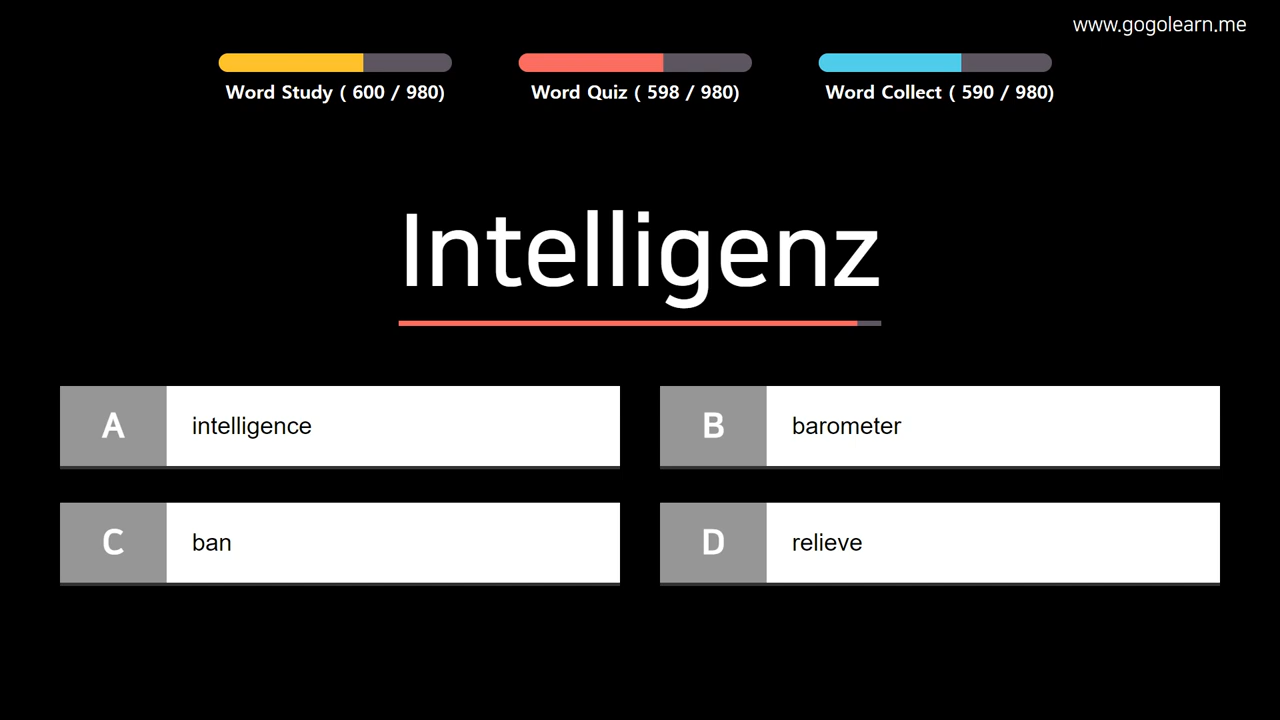 www.gogolearn.me
Word Study ( 600 / 980)
Word Quiz ( 598 / 980)
Word Collect ( 590 / 980)
Intelligenz
A intelligence
B barometer
C ban
D relieve